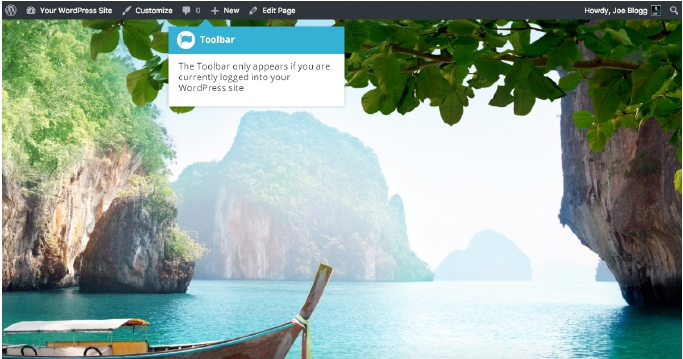 Your WordPress Site Customize 0 New Edit Page Howdy, Joe Blogg
Toolbar
The Toolbar only appears if you are
currently logged into your
WordPress site